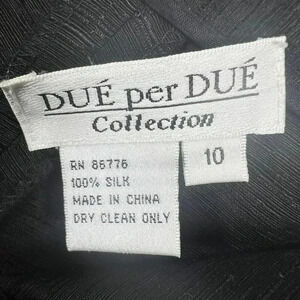 DUÉ per DUÉ
Collection
10
RN 86776
100% SILK
MADE IN CHINA
DRY CLEAN ONLY